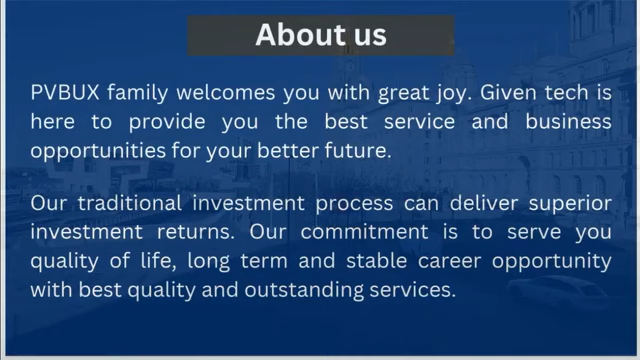 About us
PVBUX family welcomes you with great joy. Given tech is
here to provide you the best service and business
opportunities for your better future.
Our traditional investment process can deliver superior
investment returns. Our commitment is to serve you
quality of life, long term and stable career opportunity
with best quality and outstanding services.